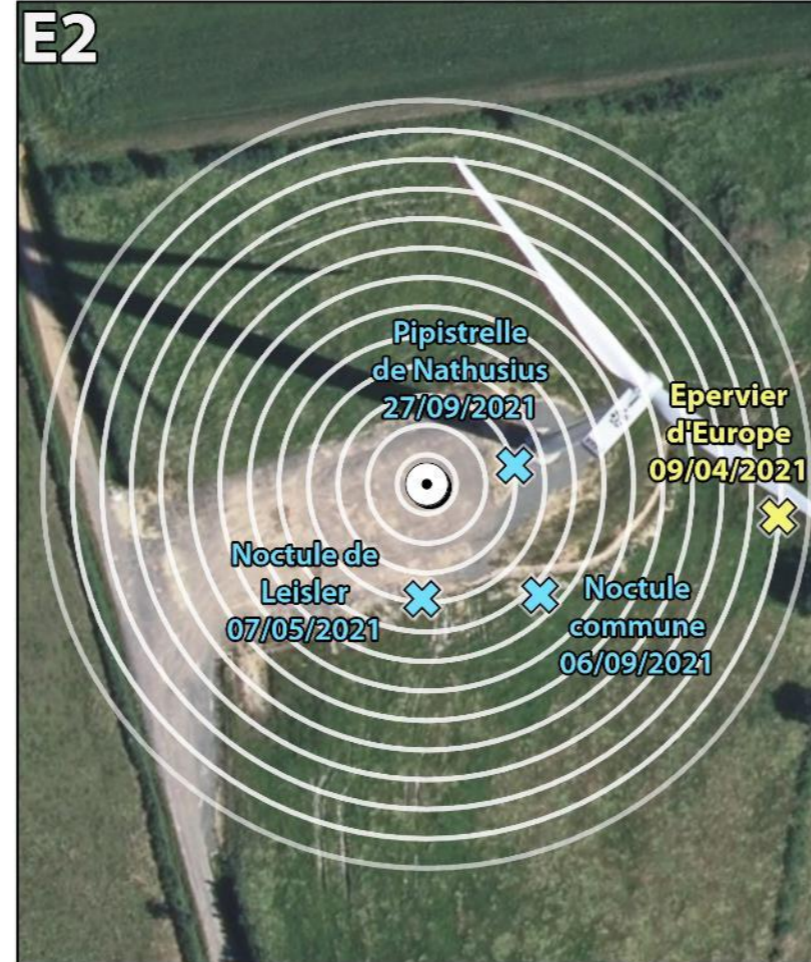 E2
Pipistrelle
de Nathusius
27/09/2021
Epervier
d'Europe
09/04/2021
Noctule de
Leisler
07/05/2021
Noctule
commune
06/09/2021